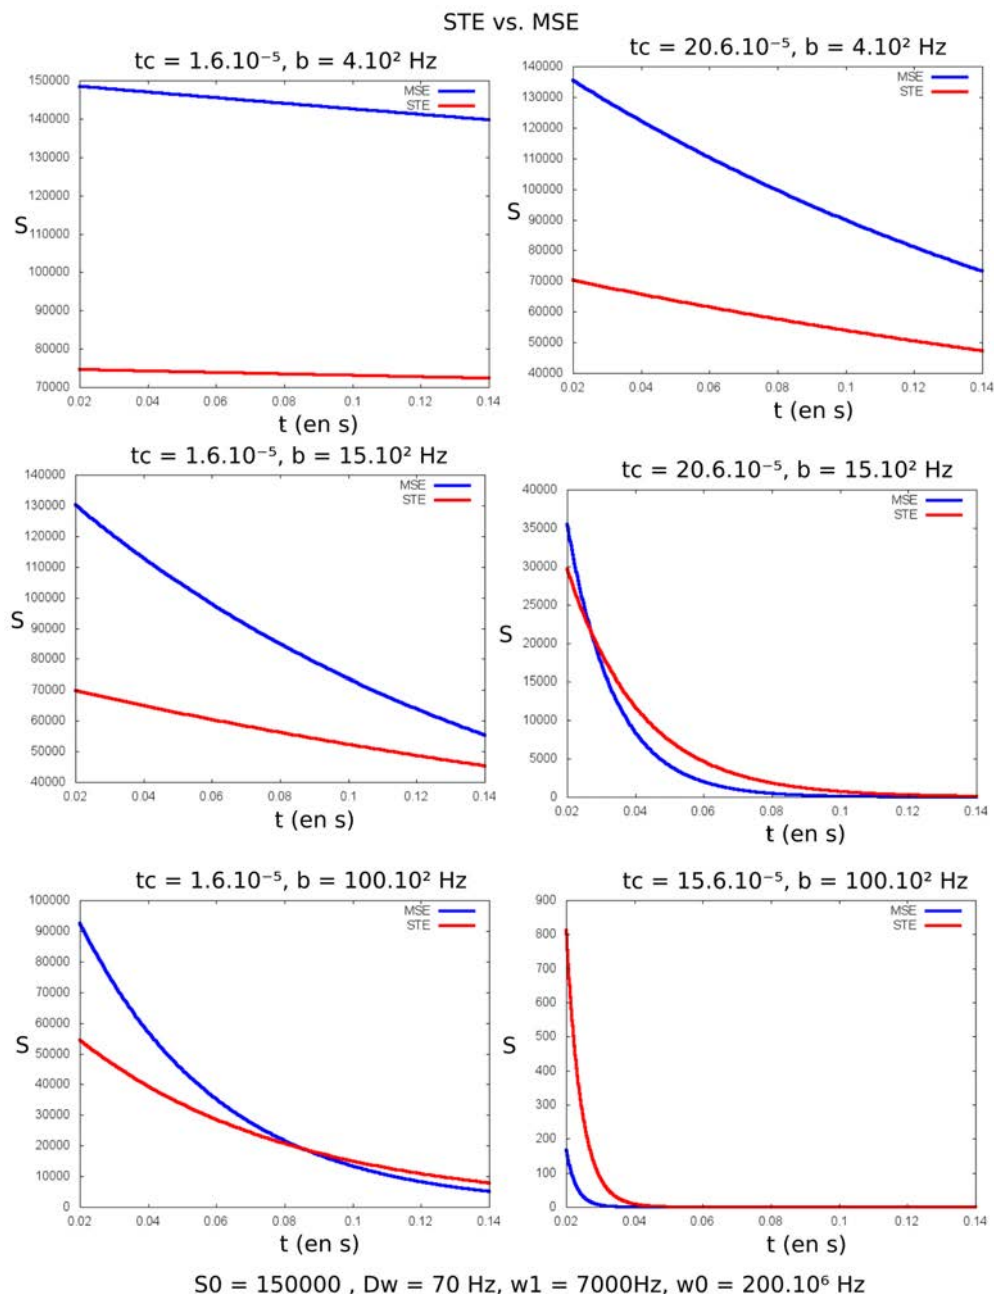 STE vs. MSE
tc = 1.6.10⁻⁵, b = 4.10² Hz
150000
140000
130000
120000
110000
100000
90000
80000
70000
S
MSE
STE
0.02 0.04 0.06 0.08 0.1 0.12 0.14
t (en s)
tc = 20.6.10⁻⁵, b = 4.10² Hz
140000
130000
120000
110000
100000
90000
80000
70000
60000
50000
40000
S
MSE
STE
0.02 0.04 0.06 0.08 0.1 0.12 0.14
t (en s)
tc = 1.6.10⁻⁵, b = 15.10² Hz
140000
130000
120000
110000
100000
90000
80000
70000
60000
50000
40000
S
MSE
STE
0.02 0.04 0.06 0.08 0.1 0.12 0.14
t (en s)
tc = 20.6.10⁻⁵, b = 15.10² Hz
40000
35000
30000
25000
20000
15000
10000
5000
0
S
MSE
STE
0.02 0.04 0.06 0.08 0.1 0.12 0.14
t (en s)
tc = 1.6.10⁻⁵, b = 100.10² Hz
100000
90000
80000
70000
60000
50000
40000
30000
20000
10000
0
S
MSE
STE
0.02 0.04 0.06 0.08 0.1 0.12 0.14
t (en s)
tc = 15.6.10⁻⁵, b = 100.10² Hz
900
800
700
600
500
400
300
200
100
0
S
MSE
STE
0.02 0.04 0.06 0.08 0.1 0.12 0.14
t (en s)
S0 = 150000 , Dw = 70 Hz, w1 = 7000Hz, w0 = 200.10⁶ Hz